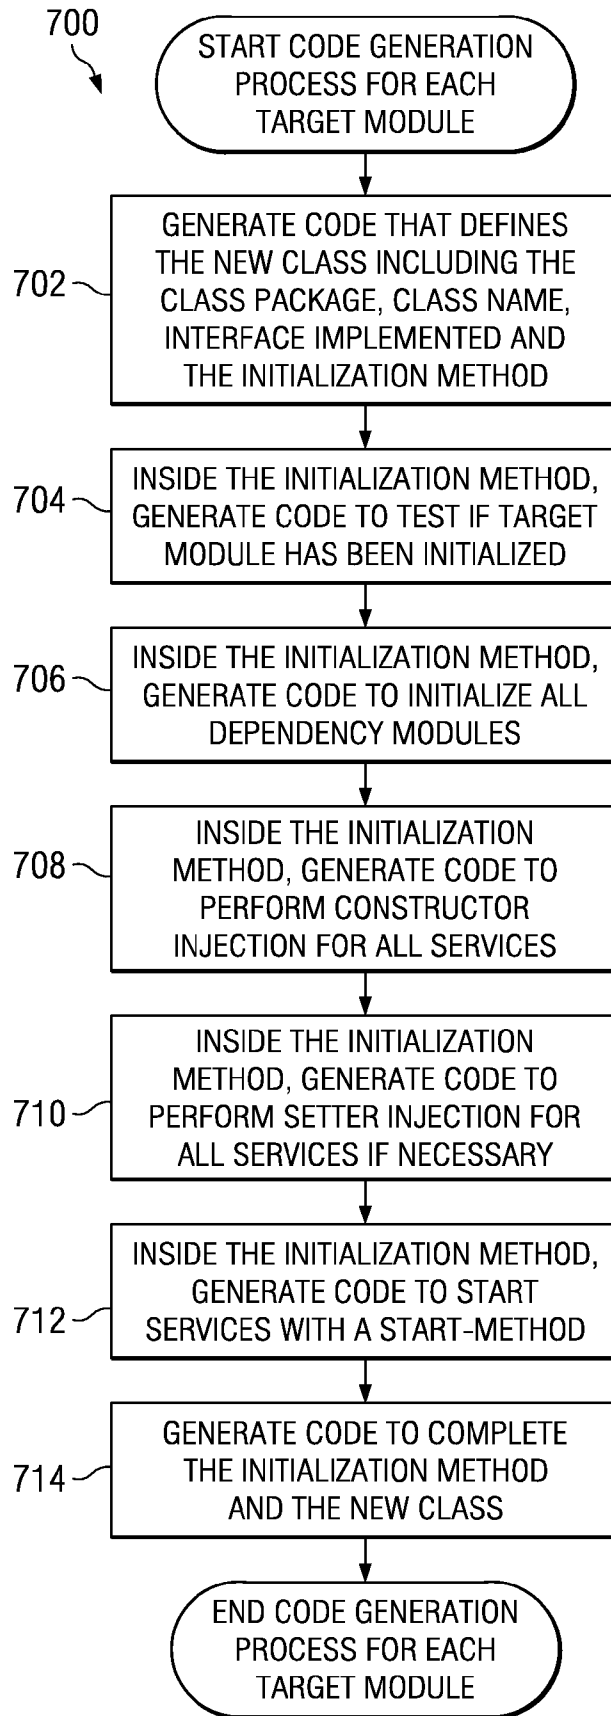 700
START CODE GENERATION
PROCESS FOR EACH
TARGET MODULE
702
GENERATE CODE THAT DEFINES
THE NEW CLASS INCLUDING THE
CLASS PACKAGE, CLASS NAME,
INTERFACE IMPLEMENTED AND
THE INITIALIZATION METHOD
704
INSIDE THE INITIALIZATION METHOD,
GENERATE CODE TO TEST IF TARGET
MODULE HAS BEEN INITIALIZED
706
INSIDE THE INITIALIZATION METHOD,
GENERATE CODE TO INITIALIZE ALL
DEPENDENCY MODULES
708
INSIDE THE INITIALIZATION
METHOD, GENERATE CODE TO
PERFORM CONSTRUCTOR
INJECTION FOR ALL SERVICES
710
INSIDE THE INITIALIZATION
METHOD, GENERATE CODE TO
PERFORM SETTER INJECTION FOR
ALL SERVICES IF NECESSARY
712
INSIDE THE INITIALIZATION METHOD,
GENERATE CODE TO START
SERVICES WITH A START-METHOD
714
GENERATE CODE TO COMPLETE
THE INITIALIZATION METHOD
AND THE NEW CLASS
END CODE GENERATION
PROCESS FOR EACH
TARGET MODULE